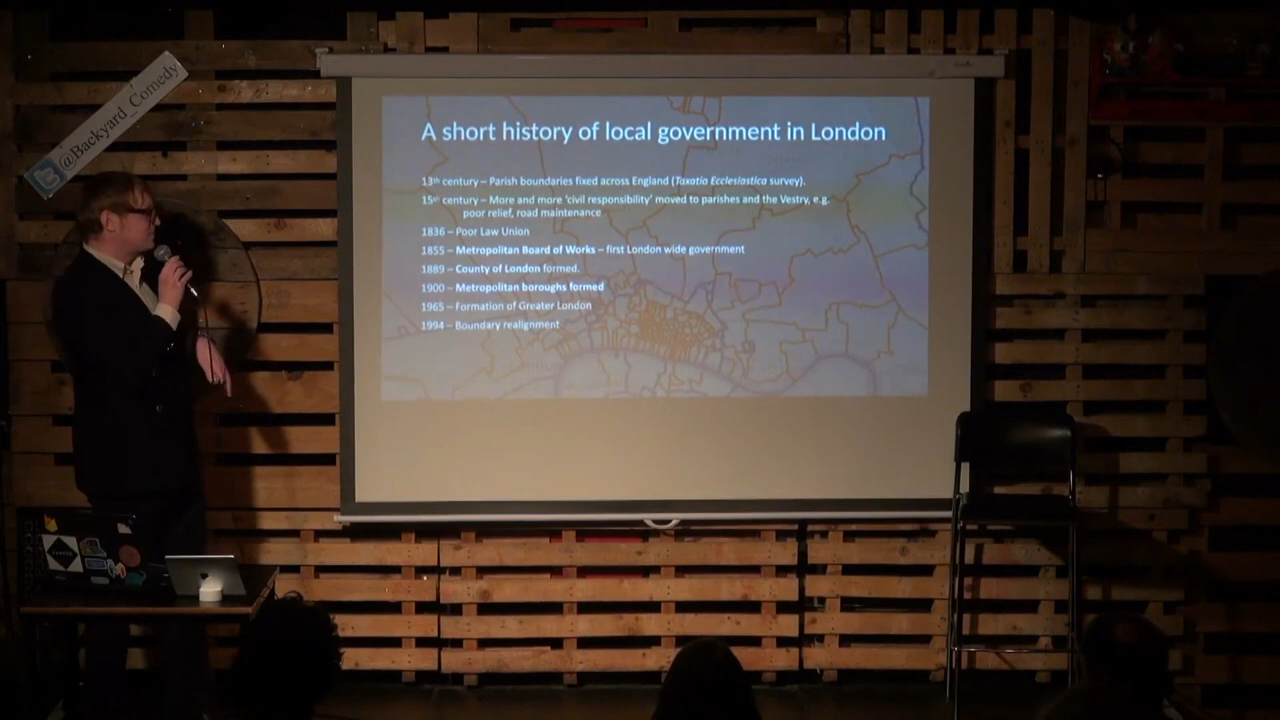 @Backyard_Comedy
A short history of local government in London
13th century – Parish boundaries fixed across England (Taxatio Ecclesiastica survey).
15th century – More and more 'civil responsibility' moved to parishes and the Vestry, e.g.
poor relief, road maintenance
1836 – Poor Law Union
1855 – Metropolitan Board of Works – first London wide government
1889 – County of London formed.
1900 – Metropolitan boroughs formed
1965 – Formation of Greater London
1994 – Boundary realignment